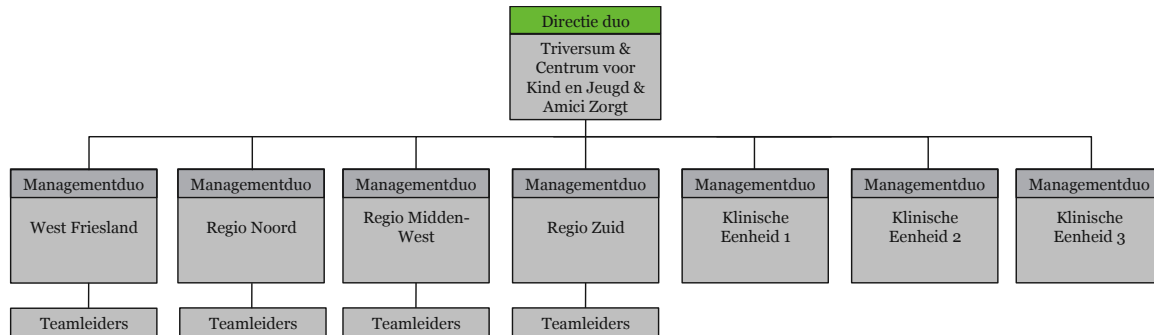 Directie duo
Triversum &
Centrum voor
Kind en Jeugd &
Amici Zorgt
Managementduo
West Friesland
Teamleiders
Managementduo
Regio Noord
Teamleiders
Managementduo
Regio Midden-
West
Teamleiders
Managementduo
Regio Zuid
Teamleiders
Managementduo
Klinische
Eenheid 1
Managementduo
Klinische
Eenheid 2
Managementduo
Klinische
Eenheid 3